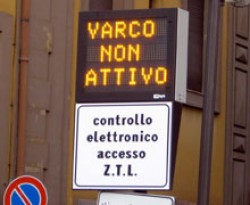 VARCO
NON
ATTIVO
controllo
elettronico
accesso
Z.T.L.